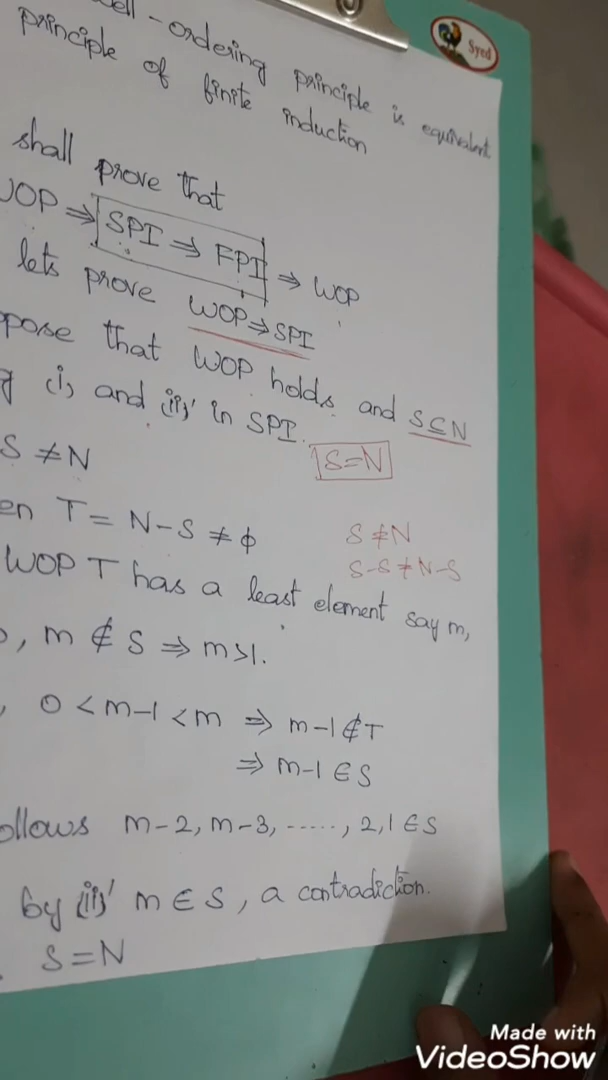 ell-ordering principle is equivalent
principle of finite induction
Syed
shall prove that
WOP ⇒ SPI ⇒ FPI ⇒ WOP
lets prove WOP⇒SPI
pose that WOP holds and S⊆N
(i) and (ii)' in SPI.
S=N
S ≠ N
en T = N-S ≠ φ
S ≠ N
S-S ≠ N-S
WOP T has a least element say m,
, m ∉ S ⇒ m>1.
0 < m-1 < m ⇒ m-1 ∉ T
⇒ m-1 ∈ S
ollows m-2, m-3, ....., 2, 1 ∈ S
by (ii)' m ∈ S, a contradiction.
S=N
Made with
VideoShow